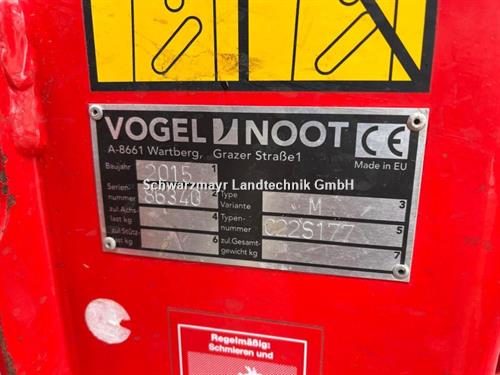 VOGEL NOOT CE
A-8661 Wartberg, Grazer Straße1
Made in EU
Baujahr 2015 1
Schwarzmayr Landtechnik GmbH
Serien-
nummer 86340 2
Type
Variante M 3
zul.Achs-
last kg 4
Typen-
nummer C22S177 5
zul.Stütz-
last kg 6
zul.Gesamt-
gewicht kg 7
Regelmäßig:
Schmieren und